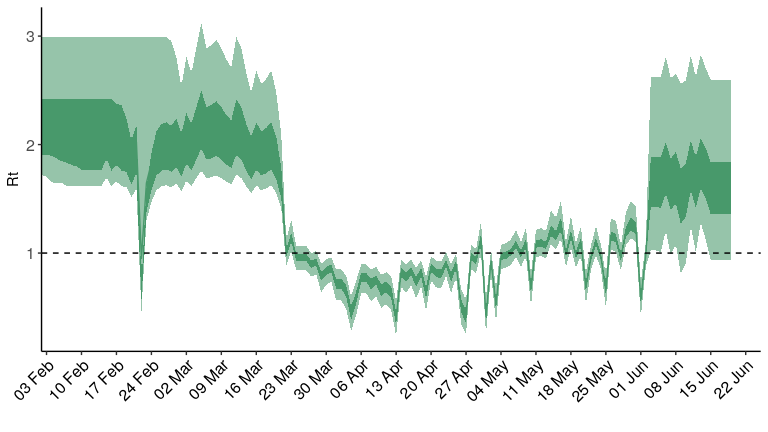 3
2
1
Rt
03 Feb
10 Feb
17 Feb
24 Feb
02 Mar
09 Mar
16 Mar
23 Mar
30 Mar
06 Apr
13 Apr
20 Apr
27 Apr
04 May
11 May
18 May
25 May
01 Jun
08 Jun
15 Jun
22 Jun